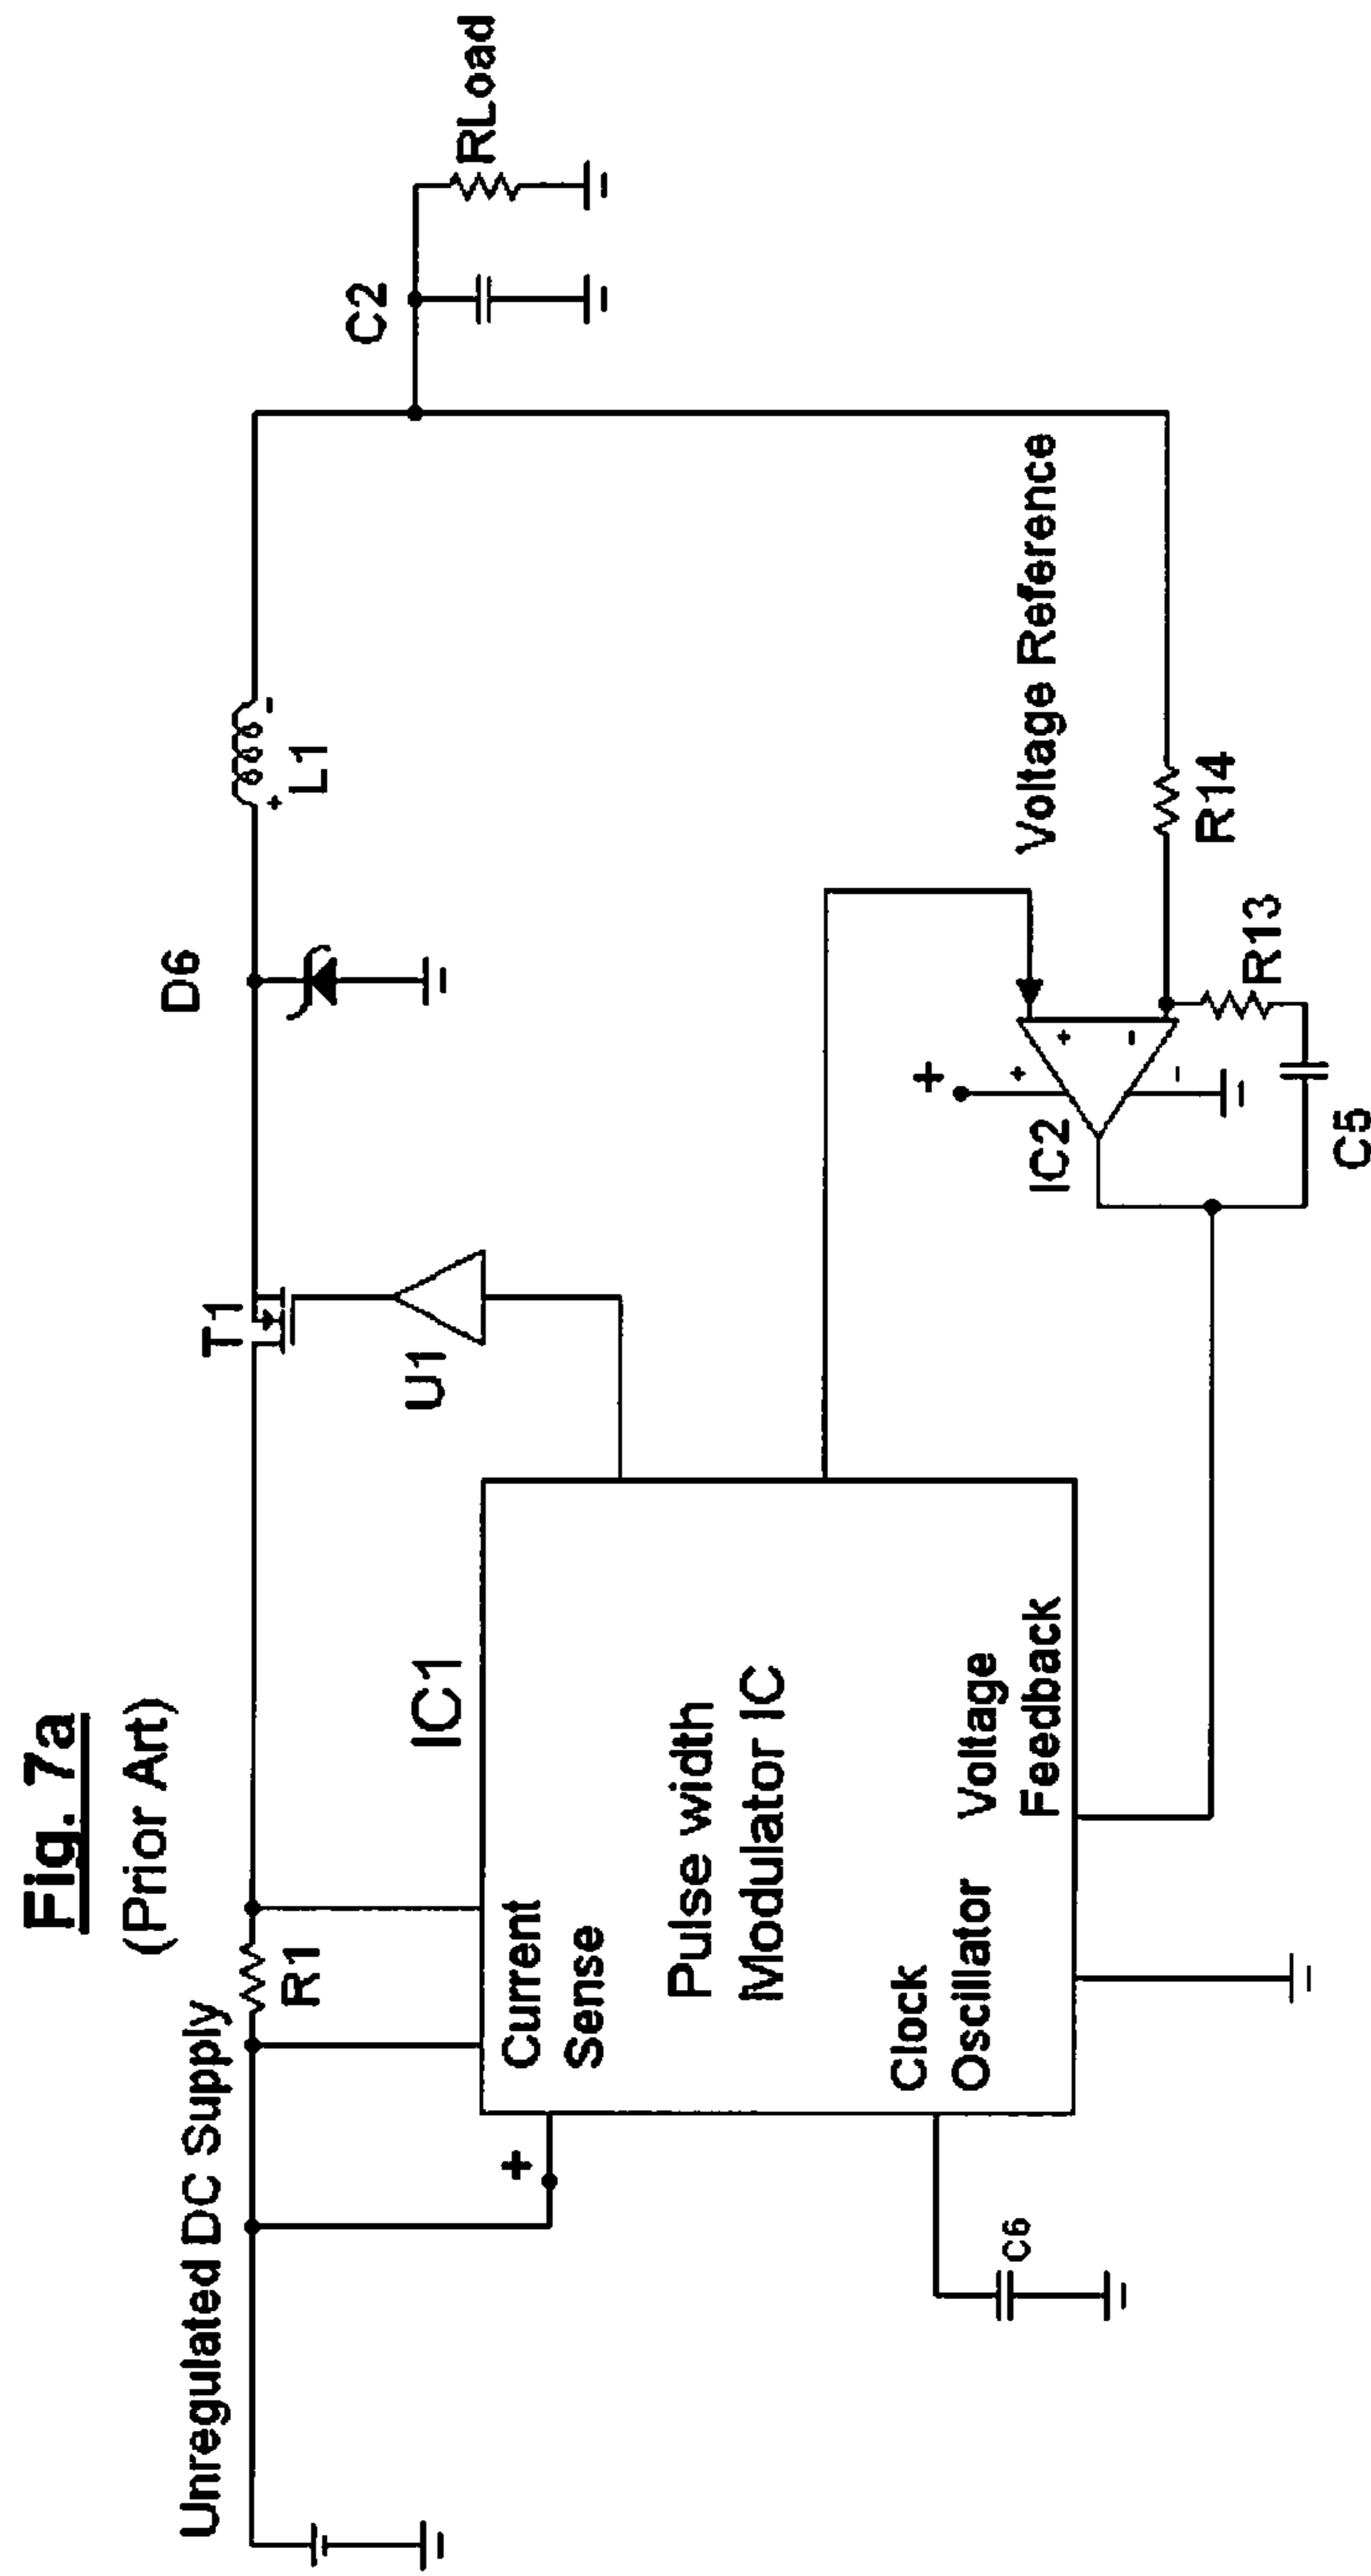 Fig. 7a
(Prior Art)
Unregulated DC Supply
R1
T1
D6
L1
+
-
C2
RLoad
U1
IC1
+
Current
Sense
Pulse width
Modulator IC
Clock
Oscillator
Voltage
Feedback
C6
Voltage Reference
IC2
+
+
+
-
-
R14
R13
C5